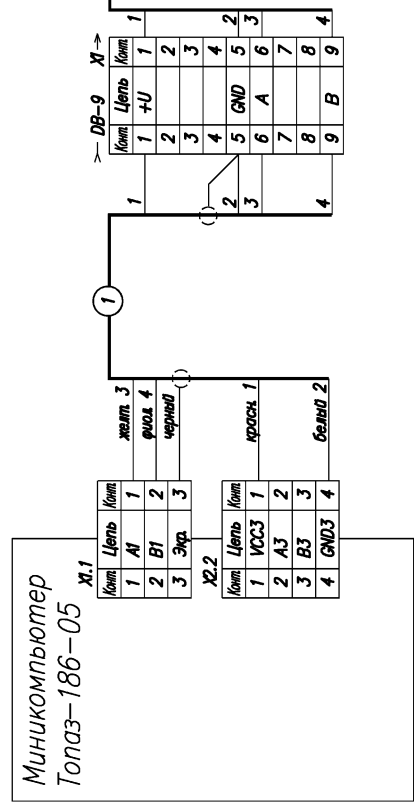 Миникомпьютер
Топаз–186–05
X1.1
Конт. Цепь Конт.
1 A1 1
2 B1 2
3 Экр. 3
X2.2
Конт. Цепь Конт.
1 VCC3 1
2 A3 2
3 B3 3
4 GND3 4
желт. 3
фиол. 4
черный
красн. 1
белый 2
1
1
2
3
4
>— DB–9 X1 —>
Конт. Цепь Конт.
1 +U 1
2 2
3 3
4 4
5 GND 5
6 A 6
7 7
8 8
9 B 9
1
2
3
4